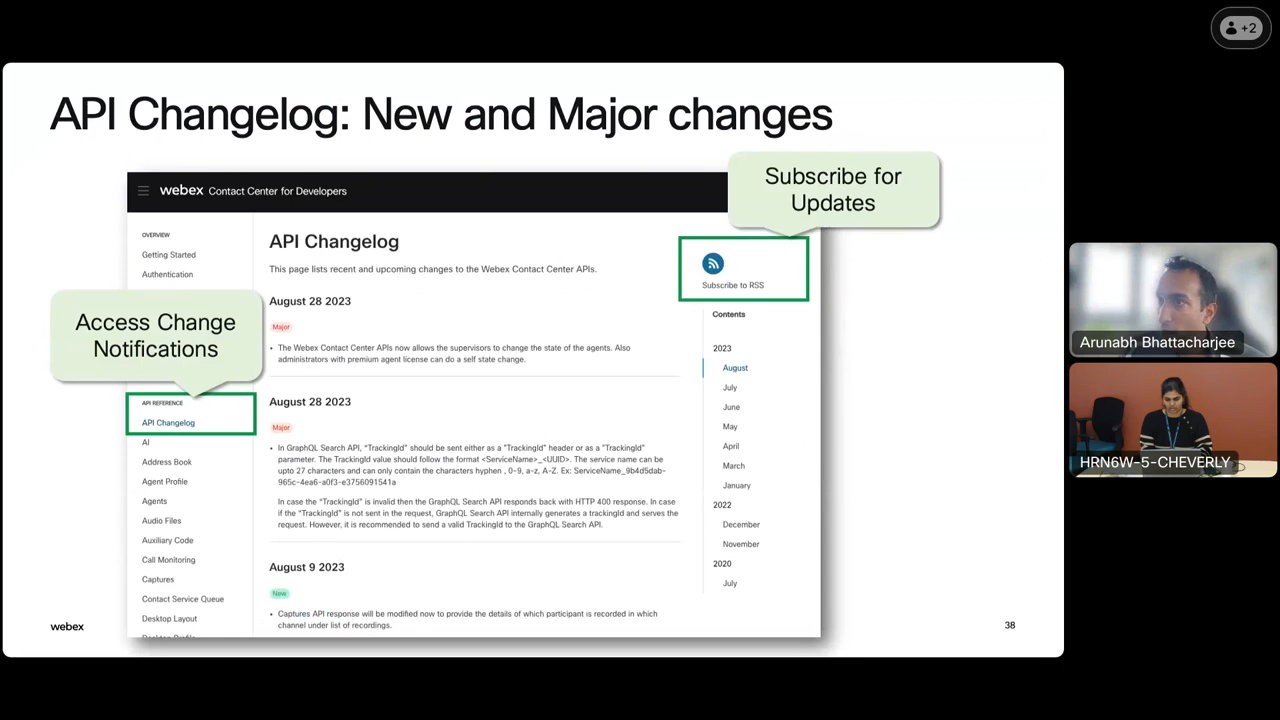 +2
API Changelog: New and Major changes
Subscribe for
Updates
webex Contact Center for Developers
OVERVIEW
Getting Started
Authentication
Access Change
Notifications
API REFERENCE
API Changelog
AI
Address Book
Agent Profile
Agents
Audio Files
Auxiliary Code
Call Monitoring
Captures
Contact Service Queue
Desktop Layout
API Changelog
This page lists recent and upcoming changes to the Webex Contact Center APIs.
August 28 2023
Major
• The Webex Contact Center APIs now allows the supervisors to change the state of the agents. Also
administrators with premium agent license can do a self state change.
August 28 2023
Major
• In GraphQL Search API, "TrackingId" should be sent either as a "TrackingId" header or as a "TrackingId"
parameter. The TrackingId value should follow the format <ServiceName>_<UUID>. The service name can be
upto 27 characters and can only contain the characters hyphen , 0-9, a-z, A-Z. Ex: ServiceName_9b4d5dab-
965c-4ea6-a0f3-e3756091541a
In case the "TrackingId" is invalid then the GraphQL Search API responds back with HTTP 400 response. In case
if the "TrackingId" is not sent in the request, GraphQL Search API internally generates a trackingId and serves the
request. However, it is recommended to send a valid TrackingId to the GraphQL Search API.
August 9 2023
New
• Captures API response will be modified now to provide the details of which participant is recorded in which
channel under list of recordings.
Subscribe to RSS
Contents
2023
August
July
June
May
April
March
January
2022
December
November
2020
July
webex
38
Arunabh Bhattacharjee
HRN6W-5-CHEVERLY